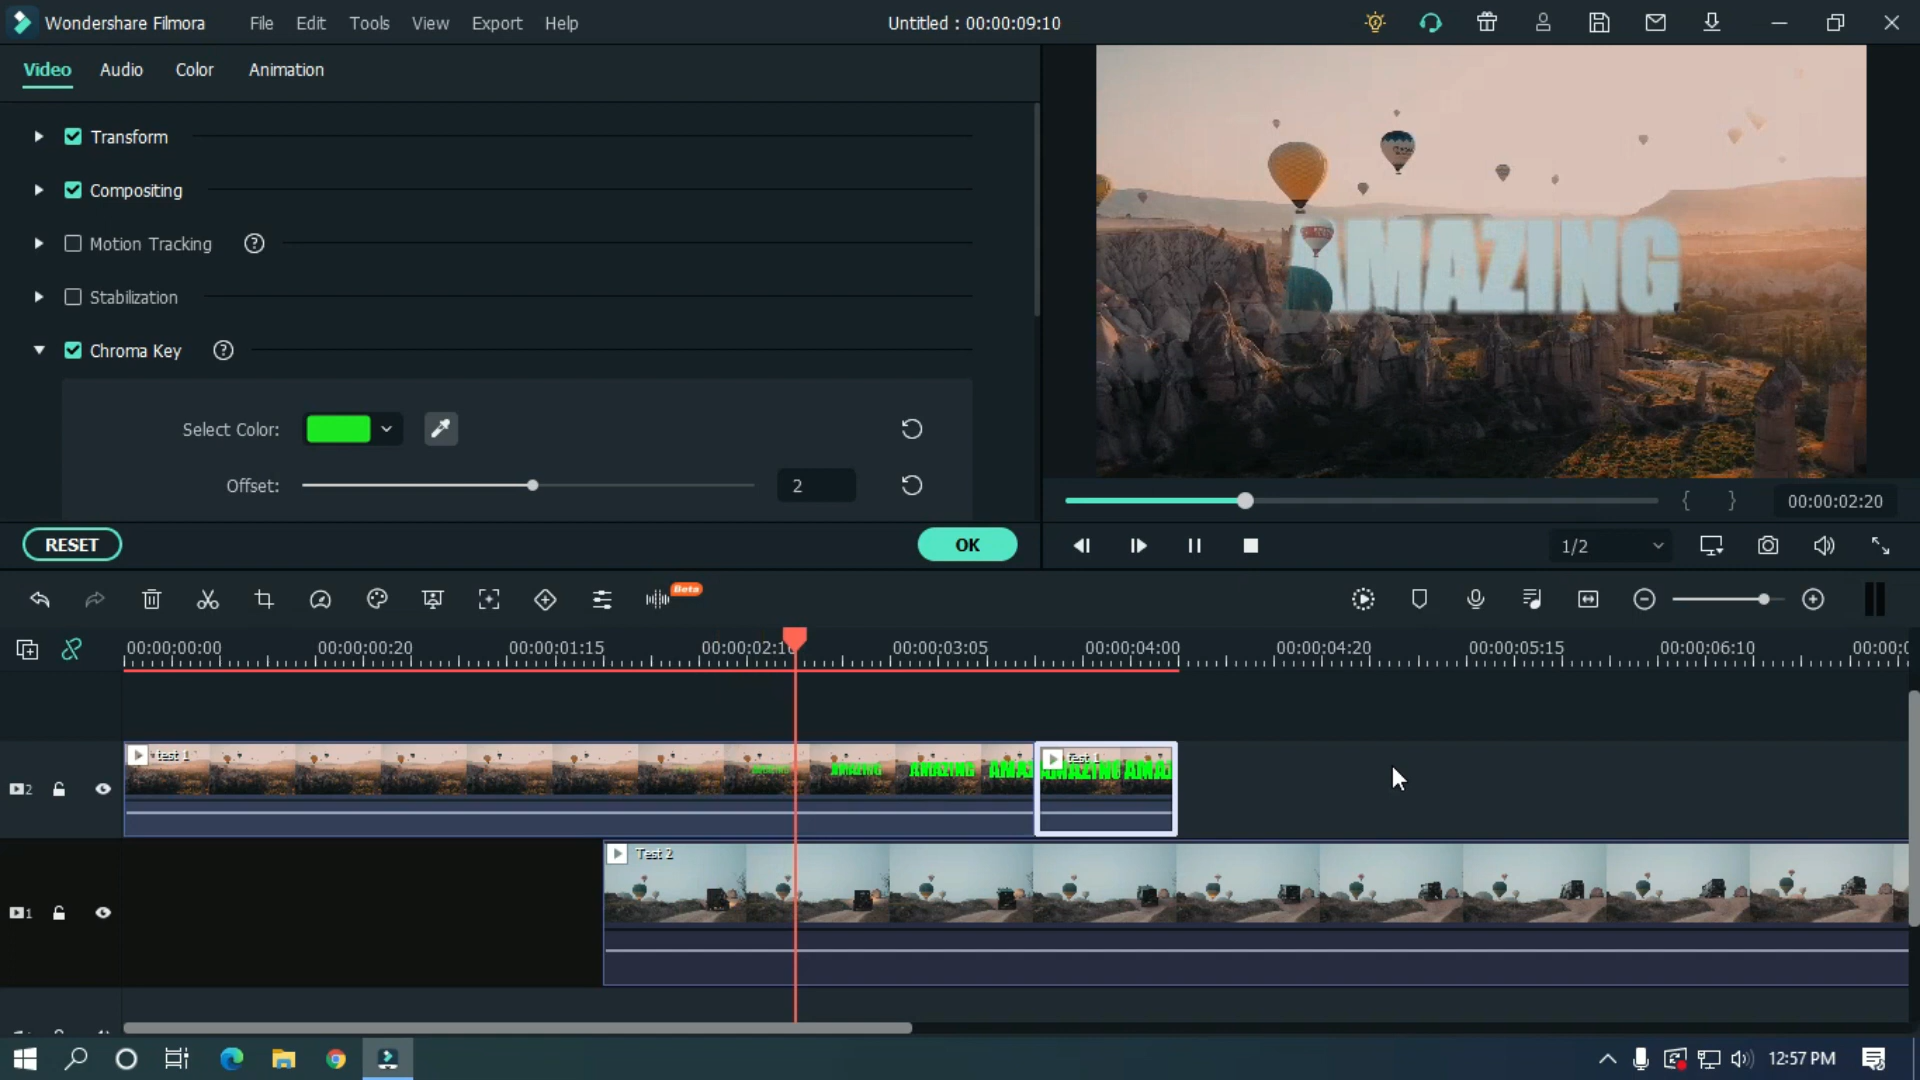 Wondershare Filmora File Edit Tools View Export Help Untitled : 00:00:09:10
Video Audio Color Animation
Transform
Compositing
Motion Tracking ?
Stabilization
Chroma Key ?
Select Color:
Offset: 2
RESET OK
AMAZING
{ } 00:00:02:20
1/2
Beta
00:00:00:00 00:00:00:20 00:00:01:15 00:00:02:10 00:00:03:05 00:00:04:00 00:00:04:20 00:00:05:15 00:00:06:10
test 1 test 1
AMAZING AMAZING
2
Test 2
1
12:57 PM